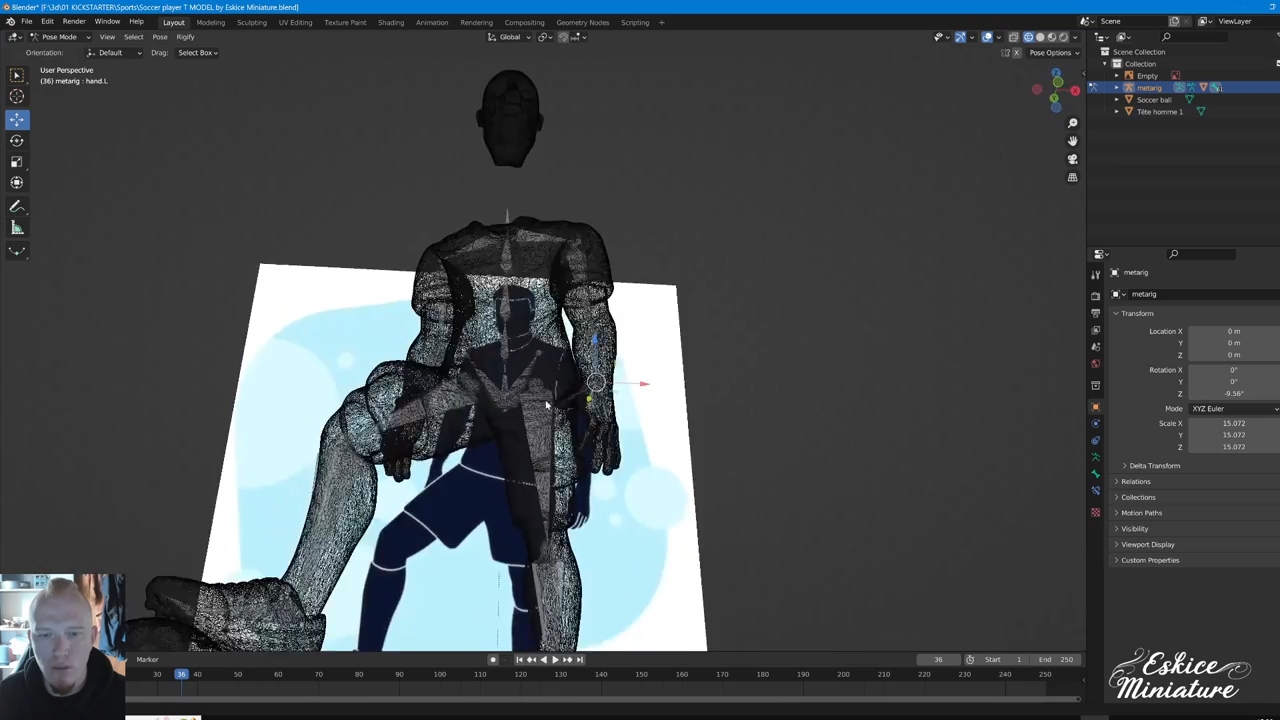 Blender* [F:\3d\01 KICKSTARTER\Sports\Soccer player T MODEL by Eskice Miniature.blend]
File Edit Render Window Help Layout Modeling Sculpting UV Editing Texture Paint Shading Animation Rendering Compositing Geometry Nodes Scripting + Scene ViewLayer
Pose Mode View Select Pose Rigify Global
Orientation: Default Drag: Select Box Pose Options
User Perspective
(36) metarig : hand.L
Scene Collection
Collection
Empty
metarig
Soccer ball
Tête homme 1
metarig
metarig
Transform
Location X 0 m
Y 0 m
Z 0 m
Rotation X 0°
Y 0°
Z -9.56°
Mode XYZ Euler
Scale X 15.072
Y 15.072
Z 15.072
Delta Transform
Relations
Collections
Motion Paths
Visibility
Viewport Display
Custom Properties
Marker 36 Start 1 End 250
30 36 40 50 60 70 80 90 100 110 120 130 140 150 160 170 180 190 200 210 220 230 240 250
Eskice
Miniature